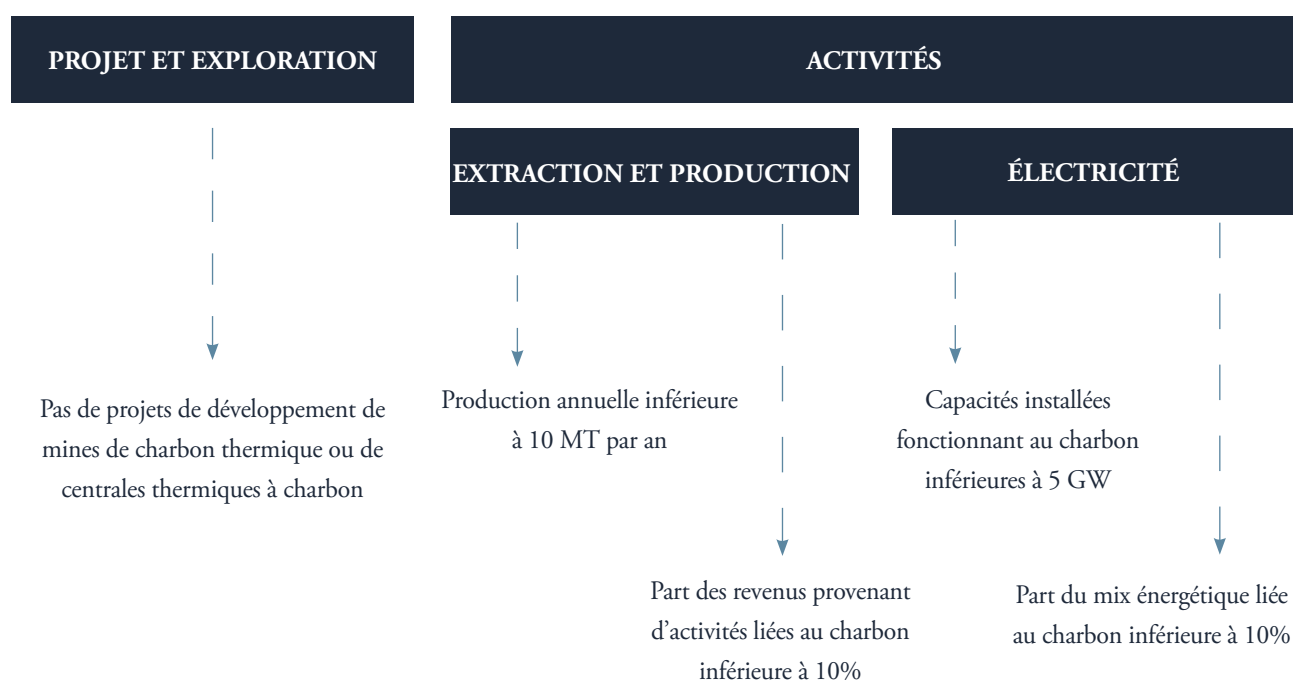 PROJET ET EXPLORATION
ACTIVITÉS
EXTRACTION ET PRODUCTION
ÉLECTRICITÉ
Pas de projets de développement de
mines de charbon thermique ou de
centrales thermiques à charbon
Production annuelle inférieure
à 10 MT par an
Capacités installées
fonctionnant au charbon
inférieures à 5 GW
Part des revenus provenant
d’activités liées au charbon
inférieure à 10%
Part du mix énergétique liée
au charbon inférieure à 10%